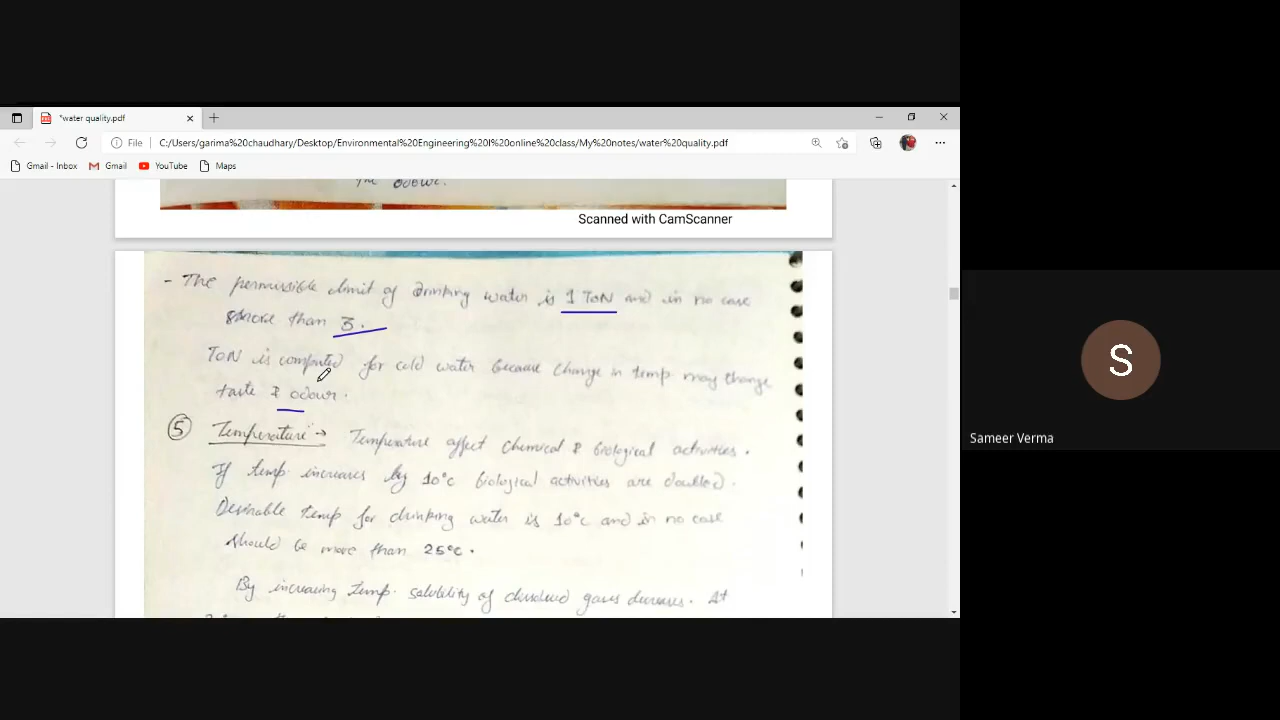 *water quality.pdf
File
C:/Users/garima%20chaudhary/Desktop/Environmental%20Engineering%20I%20online%20class/My%20notes/water%20quality.pdf
Gmail - Inbox
Gmail
YouTube
Maps
The odour.
Scanned with CamScanner
- The permissible limit of drinking water is 1 TON and in no case
more than 3.
TON is computed for cold water because change in temp may change
taste & odour.
⑤ Temperature → Temperature affect chemical & biological activities.
If temp. increases by 10°c biological activities are doubled.
Desirable temp for drinking water is 10°c and in no case
should be more than 25°c.
By increasing temp. solubility of dissolved gases decreases. At
S
Sameer Verma